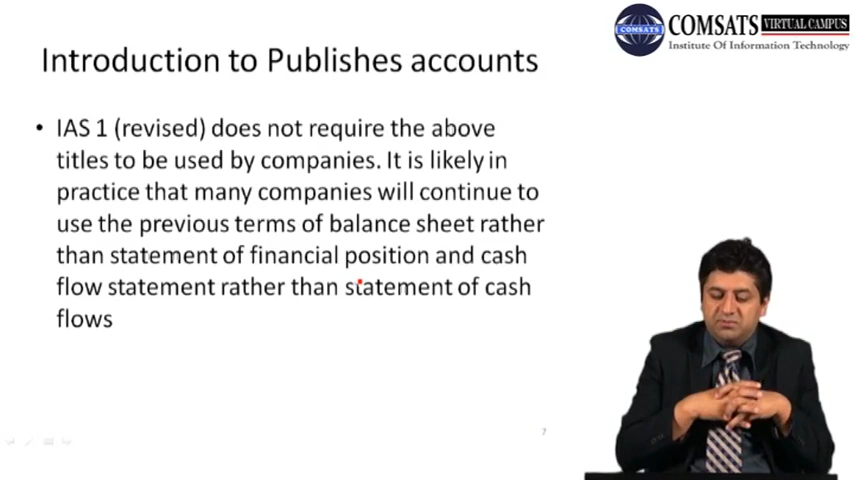 COMSATS
COMSATS VIRTUAL CAMPUS
Institute Of Information Technology
Introduction to Publishes accounts
• IAS 1 (revised) does not require the above
titles to be used by companies. It is likely in
practice that many companies will continue to
use the previous terms of balance sheet rather
than statement of financial position and cash
flow statement rather than statement of cash
flows
7